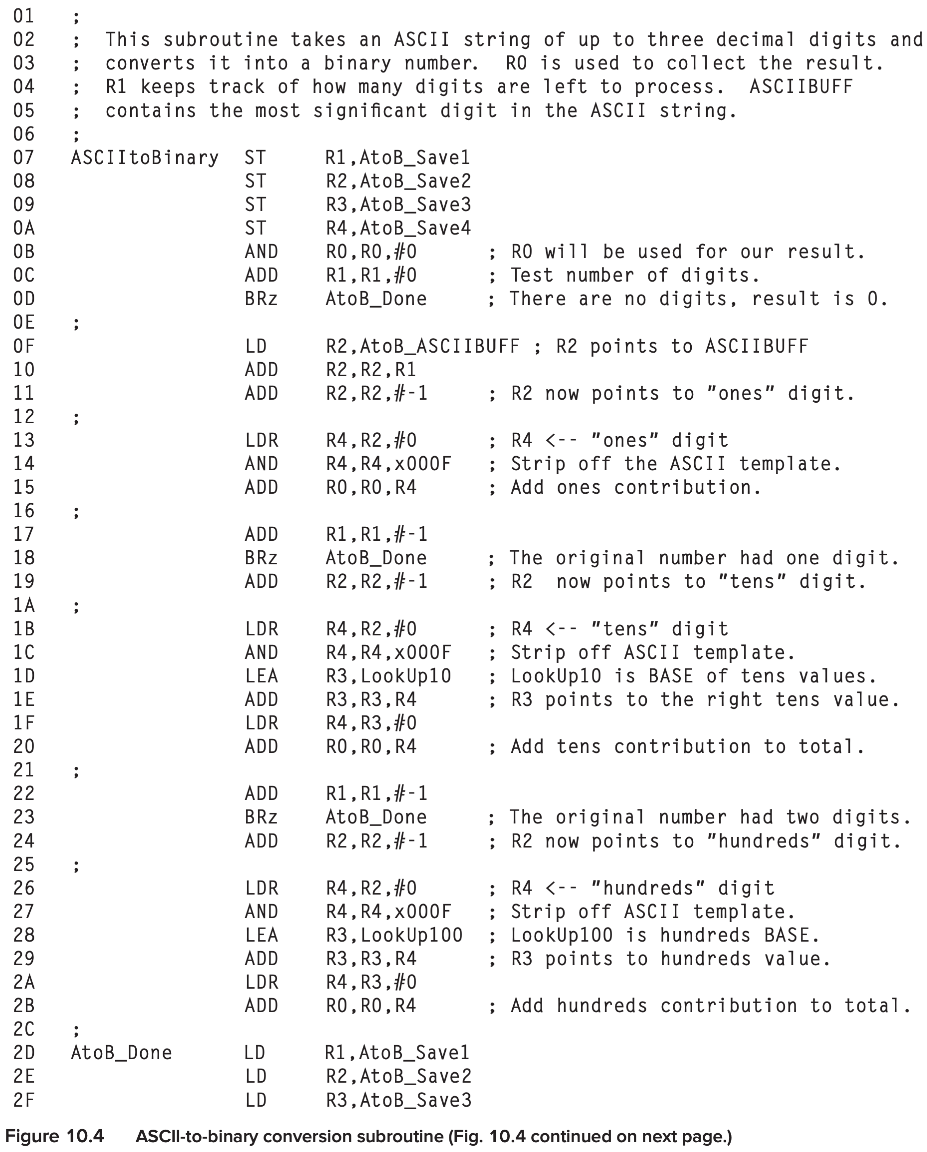 01 ;
02 ; This subroutine takes an ASCII string of up to three decimal digits and
03 ; converts it into a binary number. R0 is used to collect the result.
04 ; R1 keeps track of how many digits are left to process. ASCIIBUFF
05 ; contains the most significant digit in the ASCII string.
06 ;
07 ASCIItoBinary ST R1,AtoB_Save1
08 ST R2,AtoB_Save2
09 ST R3,AtoB_Save3
0A ST R4,AtoB_Save4
0B AND R0,R0,#0 ; R0 will be used for our result.
0C ADD R1,R1,#0 ; Test number of digits.
0D BRz AtoB_Done ; There are no digits, result is 0.
0E ;
0F LD R2,AtoB_ASCIIBUFF ; R2 points to ASCIIBUFF
10 ADD R2,R2,R1
11 ADD R2,R2,#-1 ; R2 now points to "ones" digit.
12 ;
13 LDR R4,R2,#0 ; R4 <-- "ones" digit
14 AND R4,R4,x000F ; Strip off the ASCII template.
15 ADD R0,R0,R4 ; Add ones contribution.
16 ;
17 ADD R1,R1,#-1
18 BRz AtoB_Done ; The original number had one digit.
19 ADD R2,R2,#-1 ; R2 now points to "tens" digit.
1A ;
1B LDR R4,R2,#0 ; R4 <-- "tens" digit
1C AND R4,R4,x000F ; Strip off ASCII template.
1D LEA R3,LookUp10 ; LookUp10 is BASE of tens values.
1E ADD R3,R3,R4 ; R3 points to the right tens value.
1F LDR R4,R3,#0
20 ADD R0,R0,R4 ; Add tens contribution to total.
21 ;
22 ADD R1,R1,#-1
23 BRz AtoB_Done ; The original number had two digits.
24 ADD R2,R2,#-1 ; R2 now points to "hundreds" digit.
25 ;
26 LDR R4,R2,#0 ; R4 <-- "hundreds" digit
27 AND R4,R4,x000F ; Strip off ASCII template.
28 LEA R3,LookUp100 ; LookUp100 is hundreds BASE.
29 ADD R3,R3,R4 ; R3 points to hundreds value.
2A LDR R4,R3,#0
2B ADD R0,R0,R4 ; Add hundreds contribution to total.
2C ;
2D AtoB_Done LD R1,AtoB_Save1
2E LD R2,AtoB_Save2
2F LD R3,AtoB_Save3
Figure 10.4 ASCII-to-binary conversion subroutine (Fig. 10.4 continued on next page.)